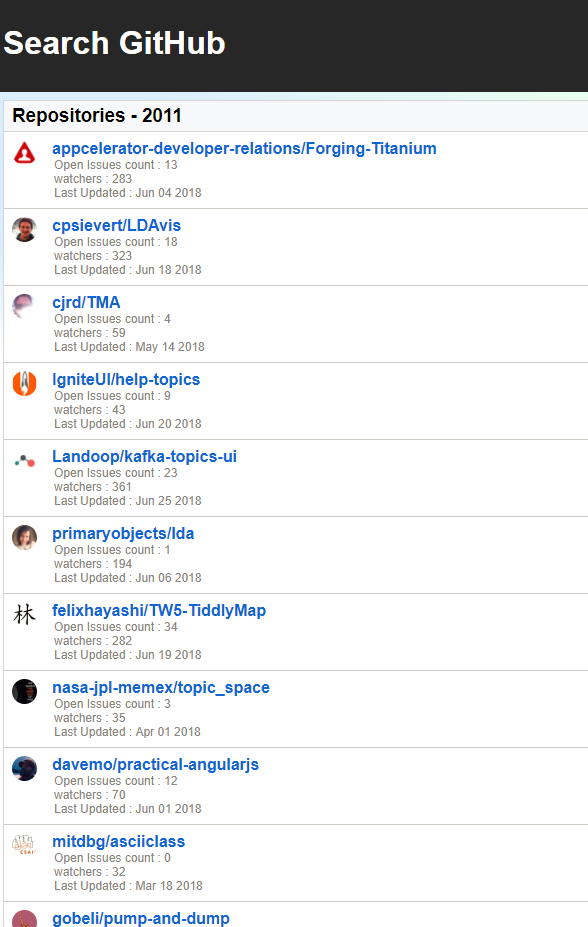 Search GitHub
Repositories - 2011
appcelerator-developer-relations/Forging-Titanium
Open Issues count : 13
watchers : 283
Last Updated : Jun 04 2018
cpsievert/LDAvis
Open Issues count : 18
watchers : 323
Last Updated : Jun 18 2018
cjrd/TMA
Open Issues count : 4
watchers : 59
Last Updated : May 14 2018
IgniteUI/help-topics
Open Issues count : 9
watchers : 43
Last Updated : Jun 20 2018
Landoop/kafka-topics-ui
Open Issues count : 23
watchers : 361
Last Updated : Jun 25 2018
primaryobjects/lda
Open Issues count : 1
watchers : 194
Last Updated : Jun 06 2018
林
felixhayashi/TW5-TiddlyMap
Open Issues count : 34
watchers : 282
Last Updated : Jun 19 2018
nasa-jpl-memex/topic_space
Open Issues count : 3
watchers : 35
Last Updated : Apr 01 2018
davemo/practical-angularjs
Open Issues count : 12
watchers : 70
Last Updated : Jun 01 2018
mitdbg/asciiclass
Open Issues count : 0
watchers : 32
Last Updated : Mar 18 2018
gobeli/pump-and-dump